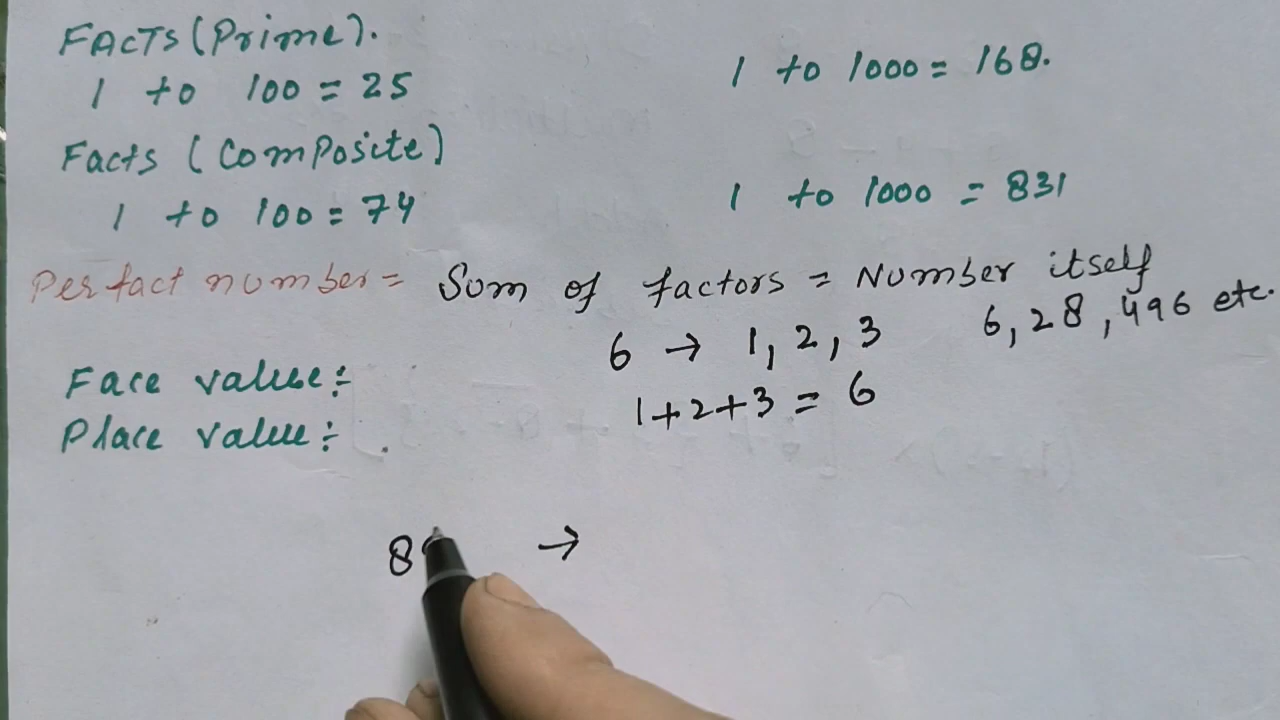 FACTS (Prime).
1 to 100 = 25
1 to 1000 = 168.
Facts (Composite)
1 to 100 = 74
1 to 1000 = 831
Perfact number = Sum of factors = Number itself
6 → 1, 2, 3
6, 28, 496 etc.
1+2+3 = 6
Face value :-
Place value :-
8 →